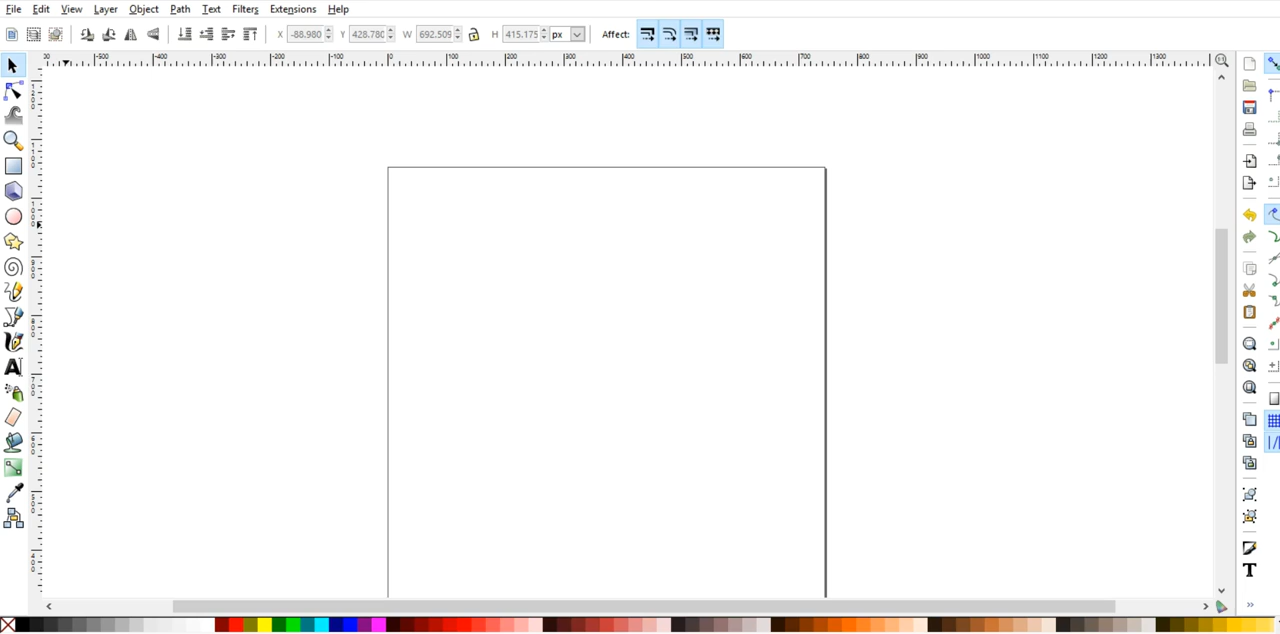 File Edit View Layer Object Path Text Filters Extensions Help
X -88.980 Y 428.780 W 692.509 H 415.175 px Affect:
-500 -400 -300 -200 -100 0 100 200 300 400 500 600 700 800 900 1000 1100 1200 1300